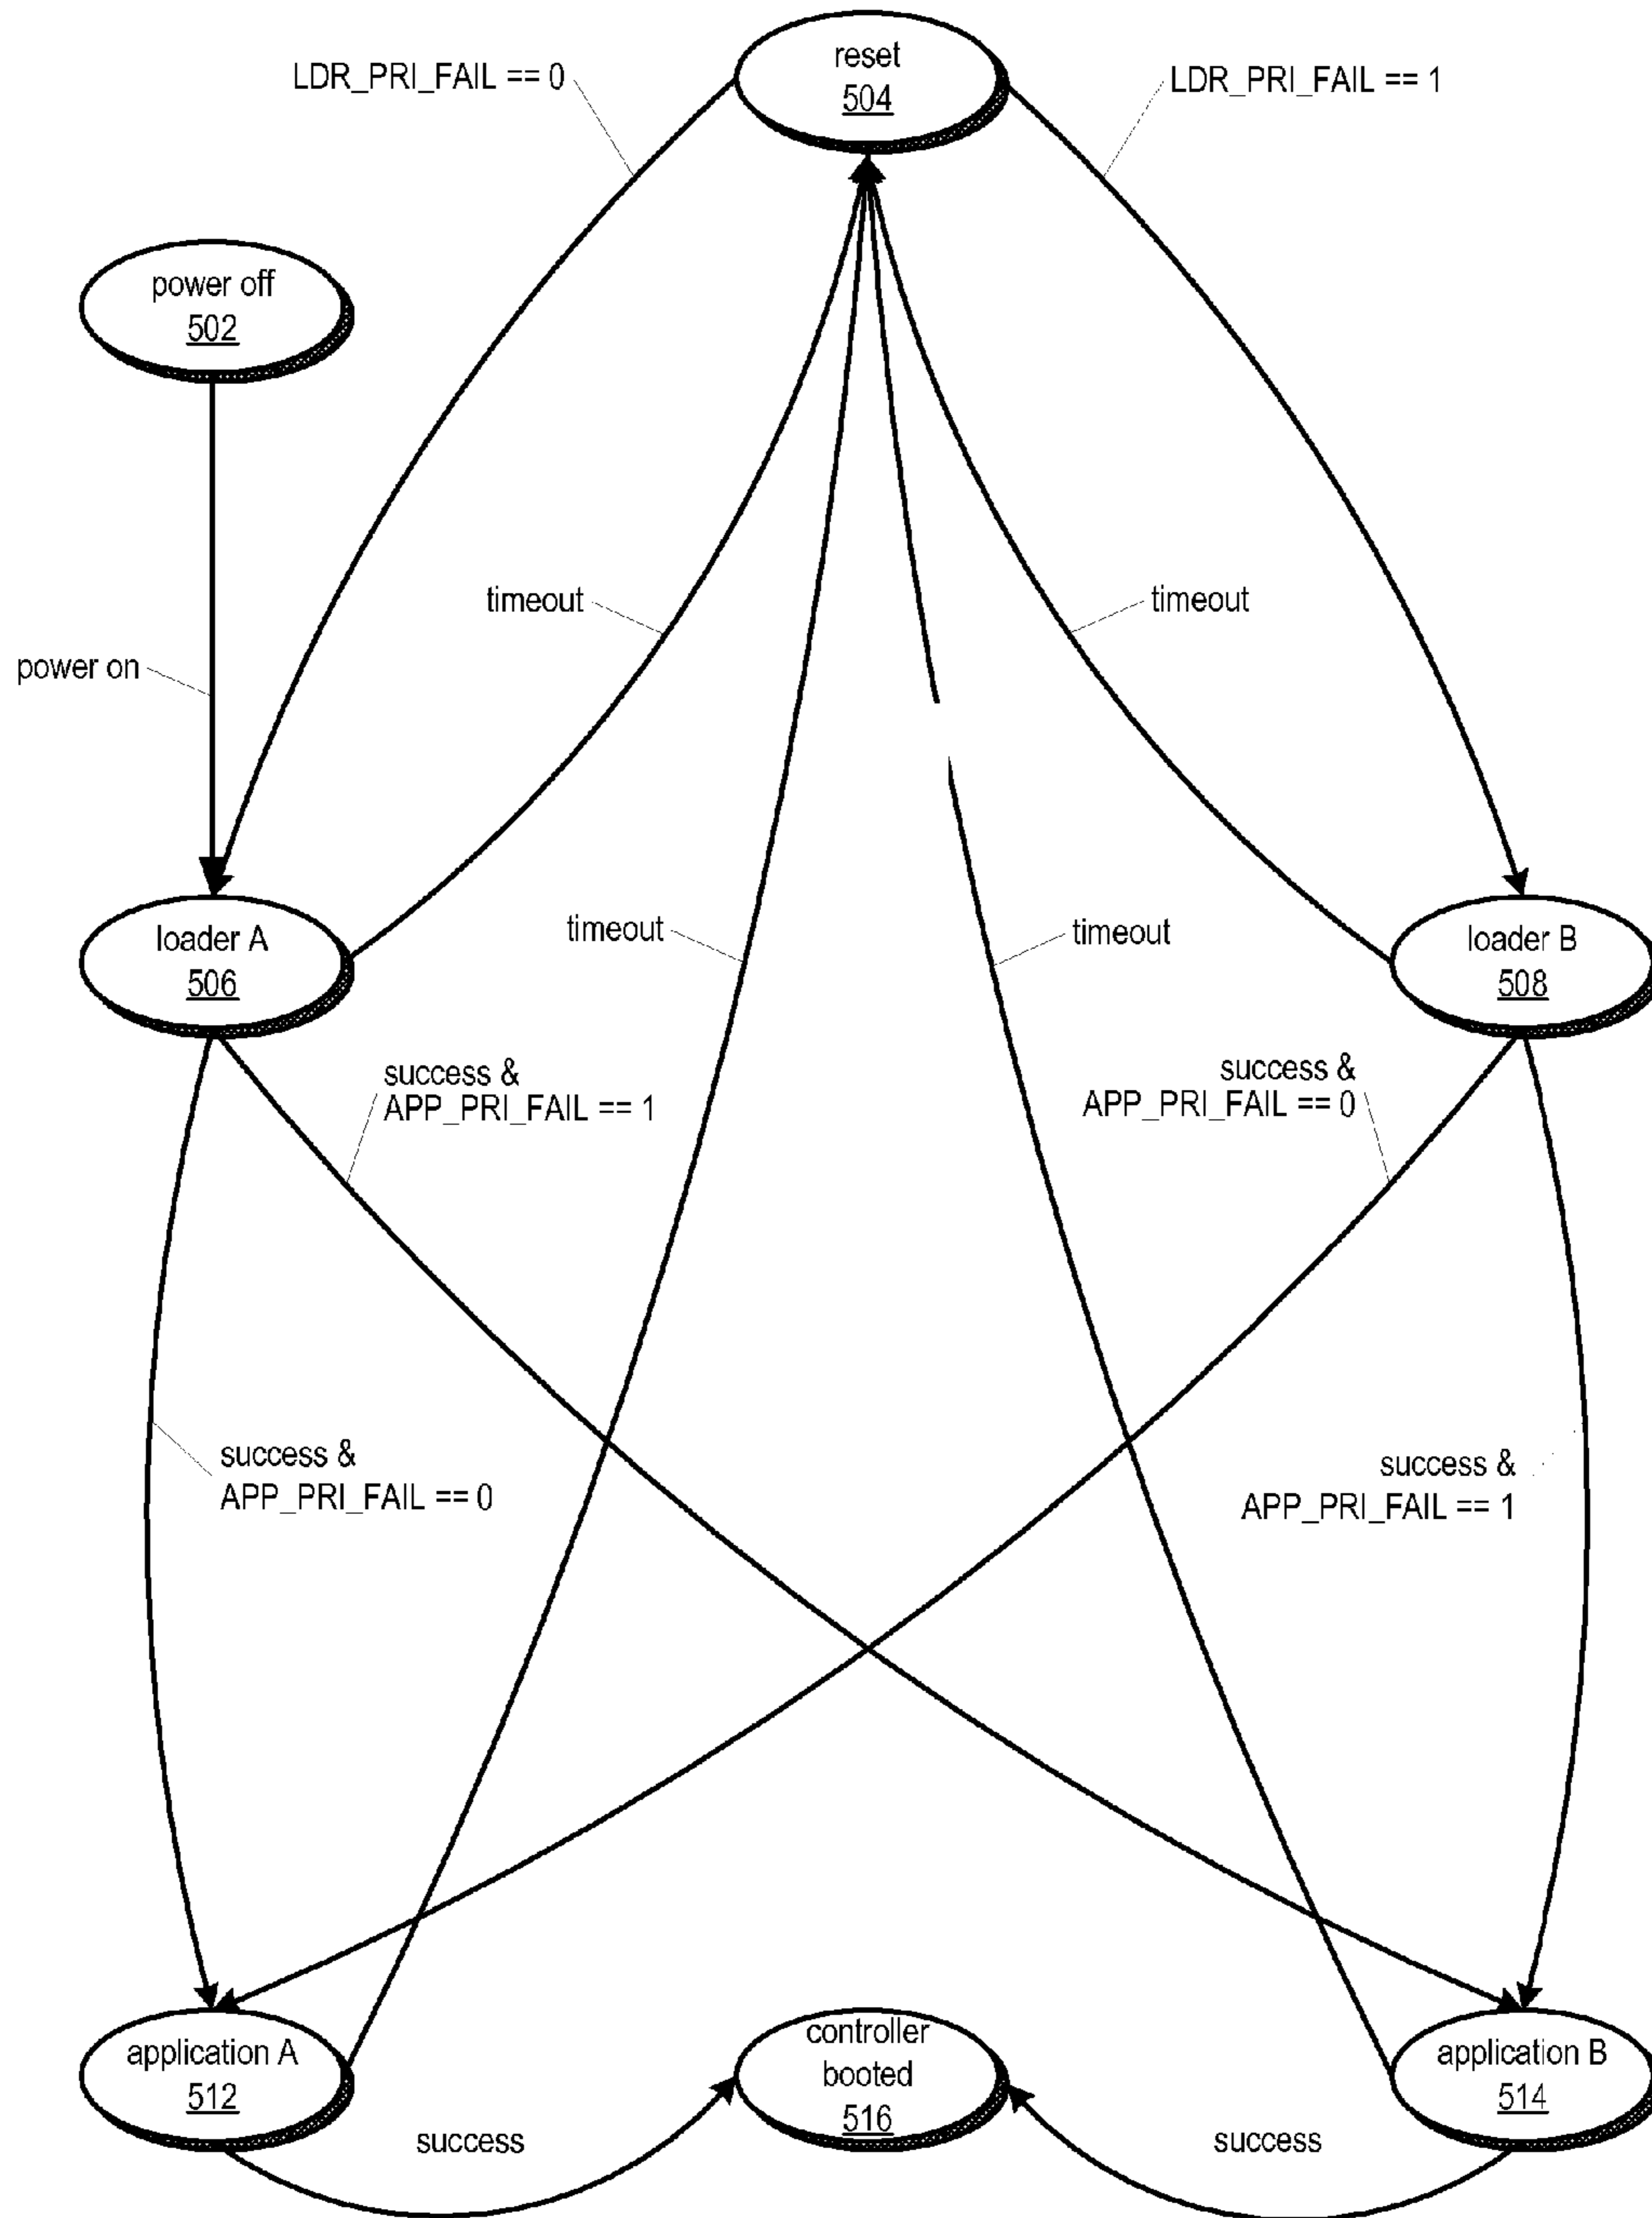 reset
504
LDR_PRI_FAIL == 0
LDR_PRI_FAIL == 1
power off
502
timeout
timeout
power on
timeout
timeout
loader A
506
loader B
508
success &
APP_PRI_FAIL == 1
success &
APP_PRI_FAIL == 0
success &
APP_PRI_FAIL == 0
success &
APP_PRI_FAIL == 1
application A
512
controller
booted
516
application B
514
success
success